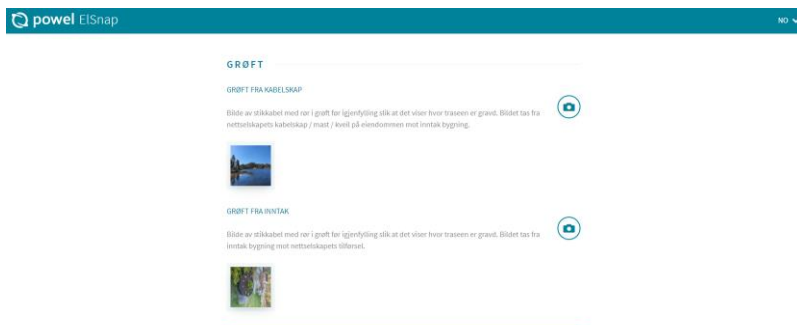 powel ElSnap
NO
GRØFT
GRØFT FRA KABELSKAP
Bilde av stikkabel med rør i grøft før igjenfylling slik at det viser hvor traseen er gravd. Bildet tas fra
nettselskapets kabelskap / mast / kveil på eiendommen mot inntak bygning.
GRØFT FRA INNTAK
Bilde av stikkabel med rør i grøft før igjenfylling slik at det viser hvor traseen er gravd. Bildet tas fra
inntak bygning mot nettselskapets tilførsel.